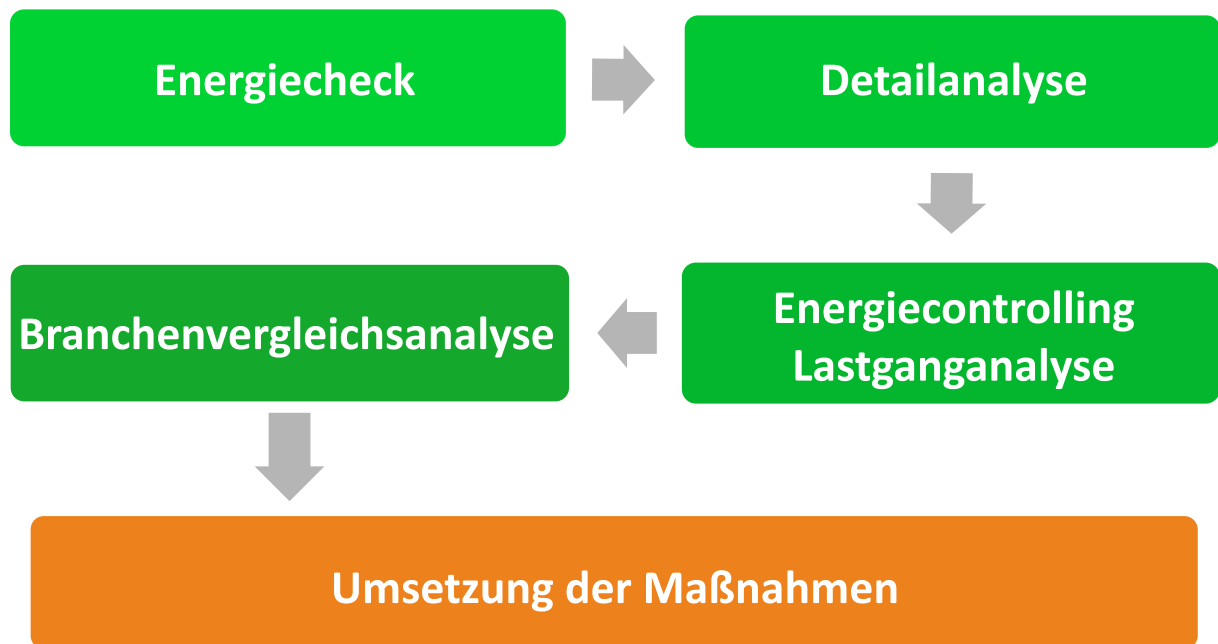 Energiecheck
Detailanalyse
Energiecontrolling
Lastganganalyse
Branchenvergleichsanalyse
Umsetzung der Maßnahmen